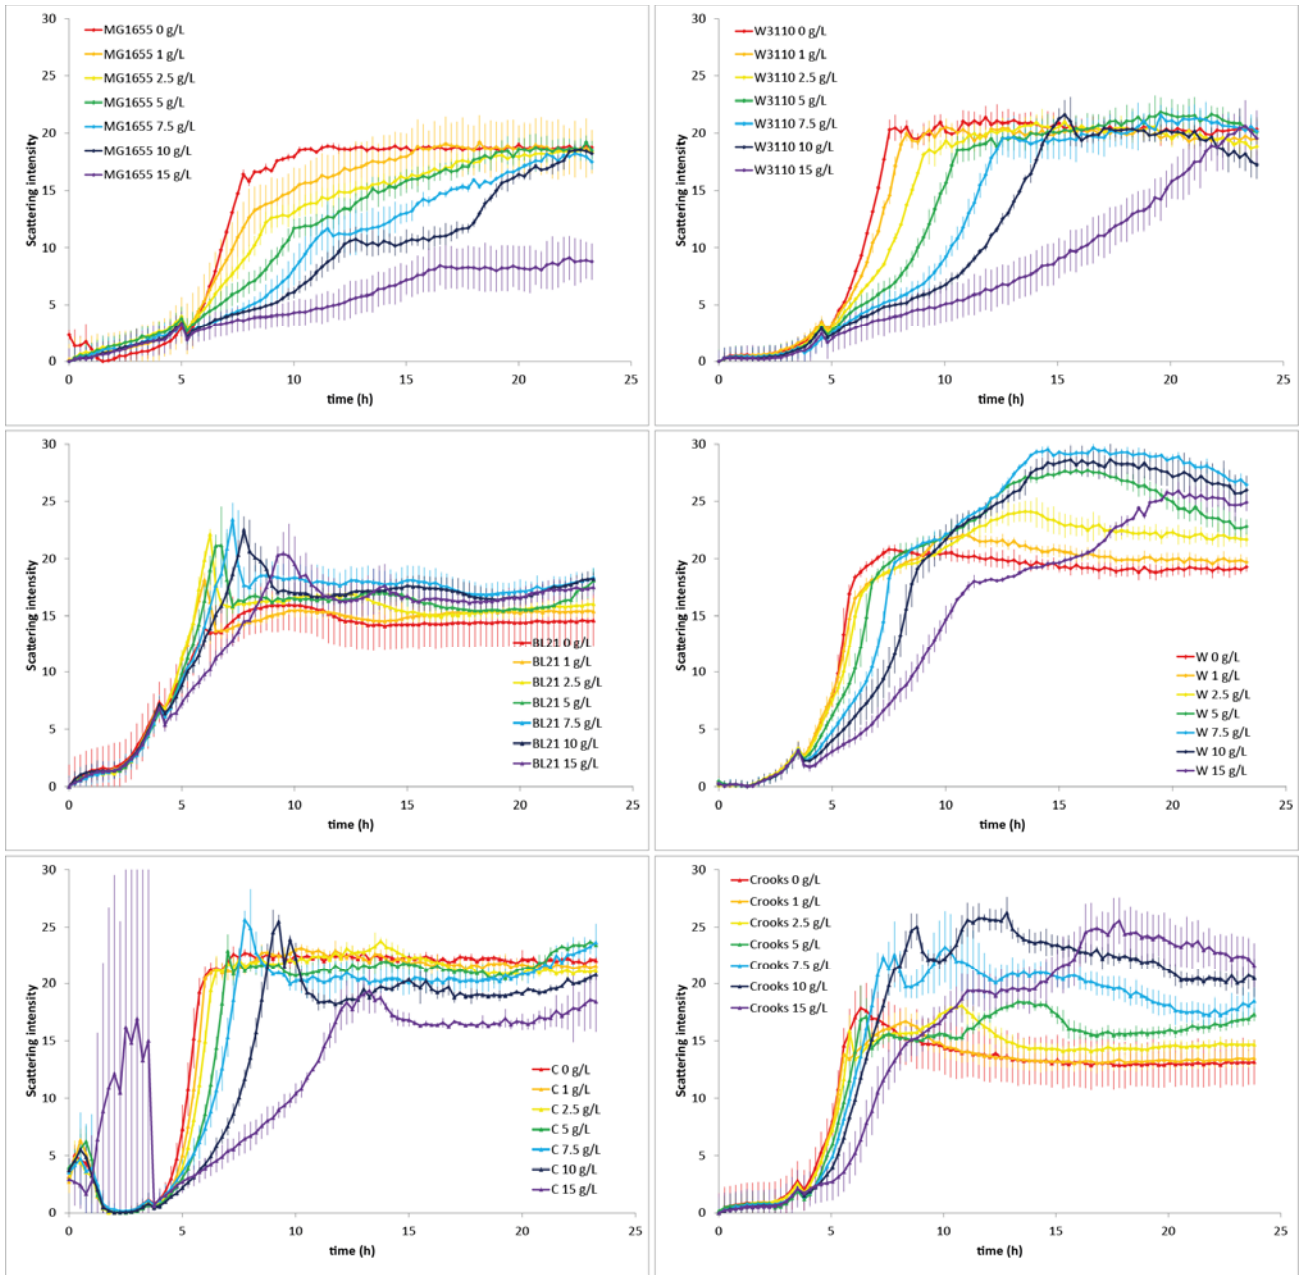 30
25
20
15
10
5
0
Scattering intensity
MG1655 0 g/L
MG1655 1 g/L
MG1655 2.5 g/L
MG1655 5 g/L
MG1655 7.5 g/L
MG1655 10 g/L
MG1655 15 g/L
0 5 10 15 20 25
time (h)
30
25
20
15
10
5
0
Scattering intensity
W3110 0 g/L
W3110 1 g/L
W3110 2.5 g/L
W3110 5 g/L
W3110 7.5 g/L
W3110 10 g/L
W3110 15 g/L
0 5 10 15 20 25
time (h)
30
25
20
15
10
5
0
Scattering intensity
BL21 0 g/L
BL21 1 g/L
BL21 2.5 g/L
BL21 5 g/L
BL21 7.5 g/L
BL21 10 g/L
BL21 15 g/L
0 5 10 15 20 25
time (h)
30
25
20
15
10
5
0
Scattering intensity
W 0 g/L
W 1 g/L
W 2.5 g/L
W 5 g/L
W 7.5 g/L
W 10 g/L
W 15 g/L
0 5 10 15 20 25
time (h)
30
25
20
15
10
5
0
Scattering intensity
C 0 g/L
C 1 g/L
C 2.5 g/L
C 5 g/L
C 7.5 g/L
C 10 g/L
C 15 g/L
0 5 10 15 20 25
time (h)
30
25
20
15
10
5
0
Scattering intensity
Crooks 0 g/L
Crooks 1 g/L
Crooks 2.5 g/L
Crooks 5 g/L
Crooks 7.5 g/L
Crooks 10 g/L
Crooks 15 g/L
0 5 10 15 20 25
time (h)